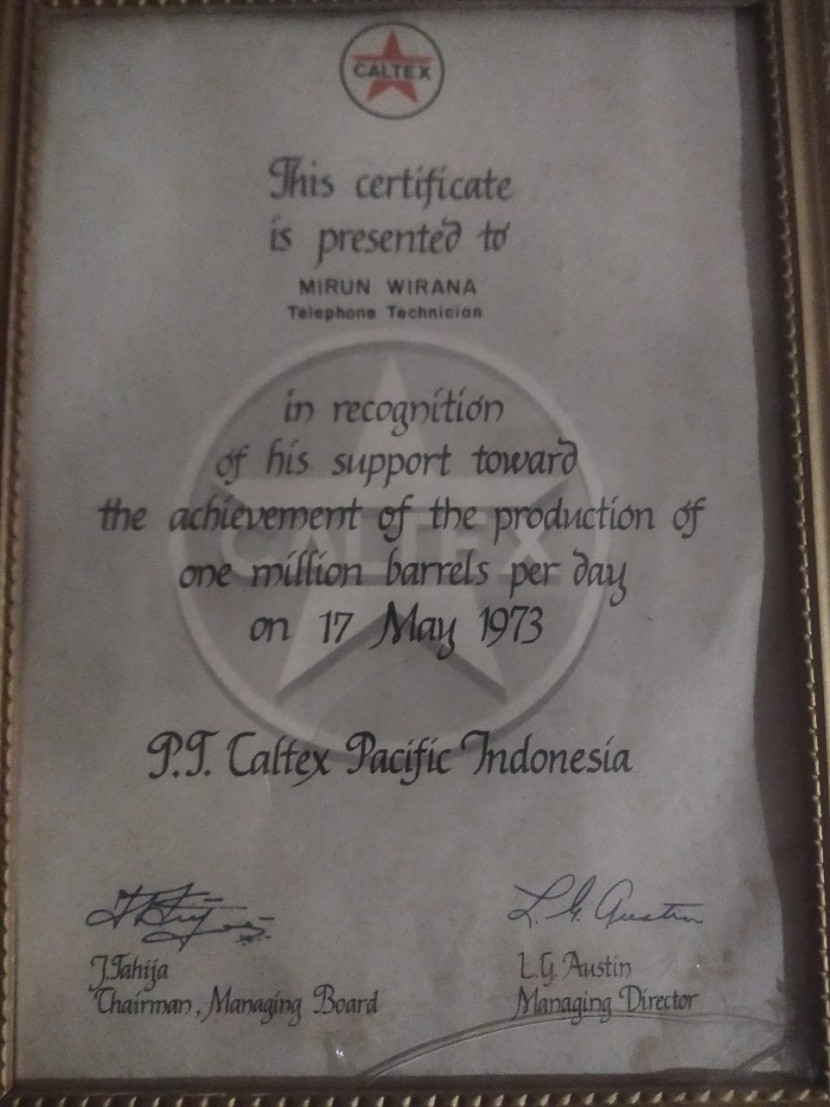 CALTEX
This certificate
is presented to
MIRUN WIRANA
Telephone Technician
in recognition
of his support toward
the achievement of the production of
one million barrels per day
on 17 May 1973
CALTEX
P.T. Caltex Pacific Indonesia
L. G. Austin
J.Tahija
Chairman, Managing Board
L.G. Austin
Managing Director